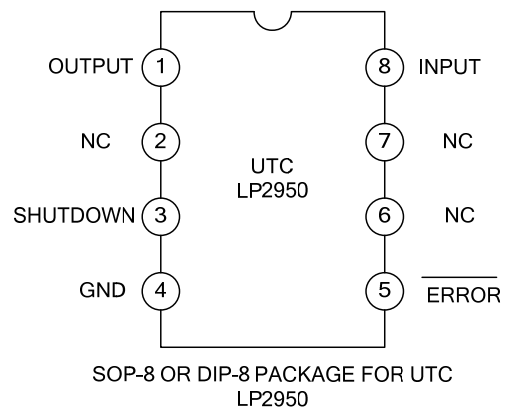 OUTPUT 1 8 INPUT
NC 2 7 NC
UTC
LP2950
SHUTDOWN 3 6 NC
GND 4 5 ERROR
SOP-8 OR DIP-8 PACKAGE FOR UTC
LP2950